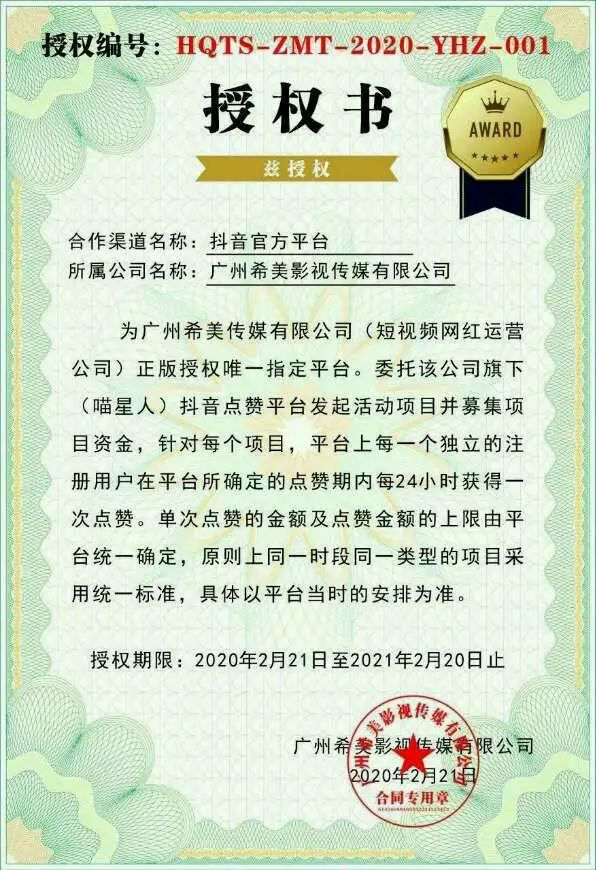 授权编号：HQTS-ZMT-2020-YHZ-001
授权书
AWARD
兹授权
合作渠道名称：抖音官方平台
所属公司名称：广州希美影视传媒有限公司
为广州希美传媒有限公司（短视频网红运营
公司）正版授权唯一指定平台。委托该公司旗下
（喵星人）抖音点赞平台发起活动项目并募集项
目资金，针对每个项目，平台上每一个独立的注
册用户在平台所确定的点赞期内每24小时获得一
次点赞。单次点赞的金额及点赞金额的上限由平
台统一确定，原则上同一时段同一类型的项目采
用统一标准，具体以平台当时的安排为准。
授权期限：2020年2月21日至2021年2月20日止
广州希美影视传媒有限公司
2020年2月21日
广州希美影视传媒有限公司
合同专用章